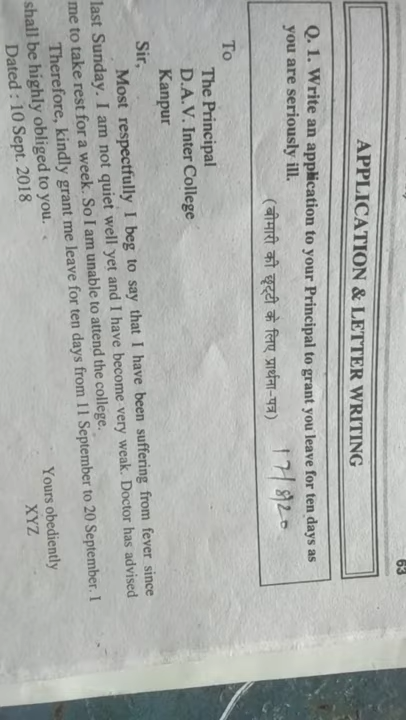 63
APPLICATION & LETTER WRITING
Q. 1. Write an application to your Principal to grant you leave for ten days as
you are seriously ill.
(बीमारी की छुट्टी के लिए प्रार्थना-पत्र)
17/8/20
To
The Principal
D.A.V. Inter College
Kanpur
Sir,
Most respectfully I beg to say that I have been suffering from fever since
last Sunday. I am not quiet well yet and I have become very weak. Doctor has advised
me to take rest for a week. So I am unable to attend the college.
Therefore, kindly grant me leave for ten days from 11 September to 20 September. I
shall be highly obliged to you.
Dated : 10 Sept. 2018
Yours obediently
XYZ